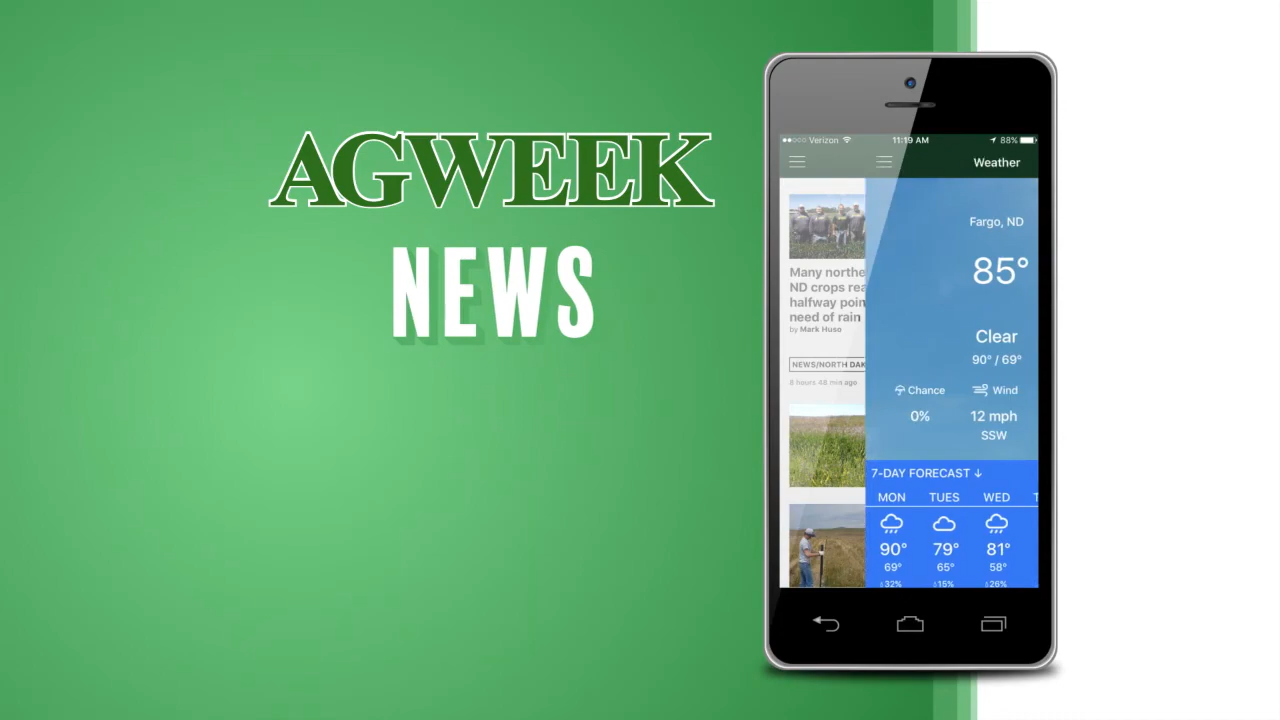 AGWEEK
NEWS
Verizon
11:19 AM
88%
Weather
Many northe
ND crops rea
halfway poin
need of rain
by Mark Huso
NEWS/NORTH DAK
8 hours 48 min ago
Fargo, ND
85°
Clear
90° / 69°
Chance Wind
0% 12 mph
SSW
7-DAY FORECAST ↓
MON TUES WED T
90° 79° 81°
69° 65° 58°
32% 15% 26%